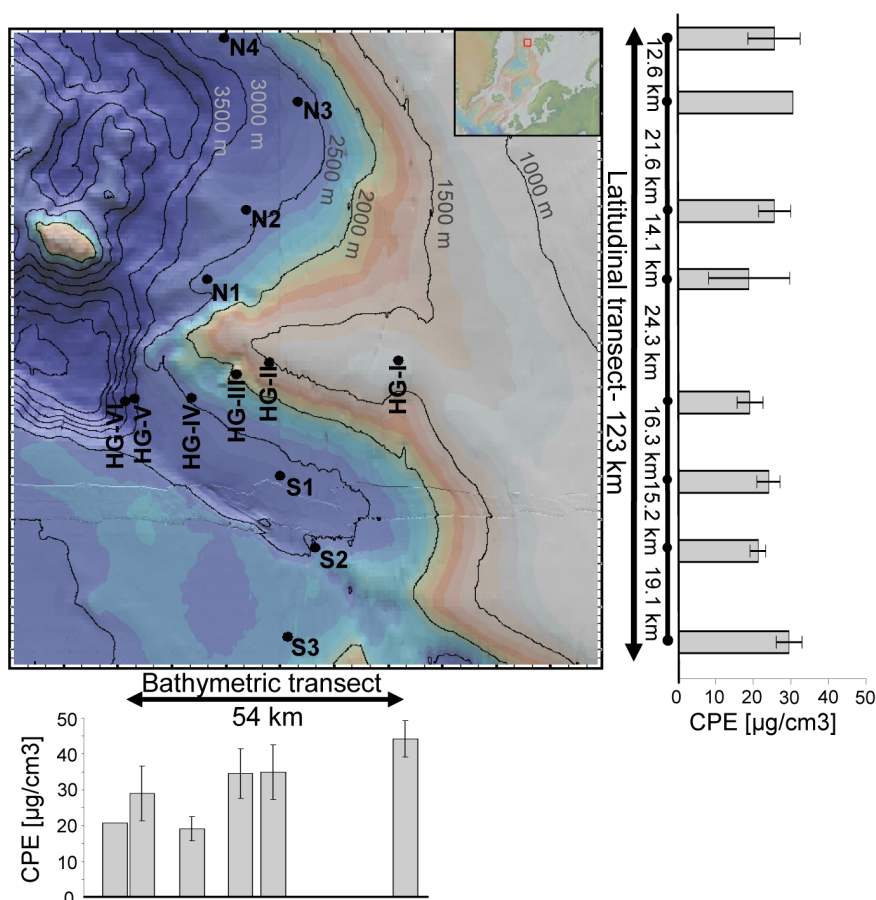 N4
3000 m
3500 m
N3
2500 m
2000 m
1500 m
1000 m
N2
N1
HG-VI
HG-V
HG-IV
HG-III
HG-II
HG-I
S1
S2
S3
Latitudinal transect- 123 km
12.6 km
21.6 km
14.1 km
24.3 km
16.3 km
15.2 km
19.1 km
0 10 20 30 40 50
CPE [µg/cm3]
Bathymetric transect
54 km
CPE [µg/cm3]
50
40
30
20
10
0